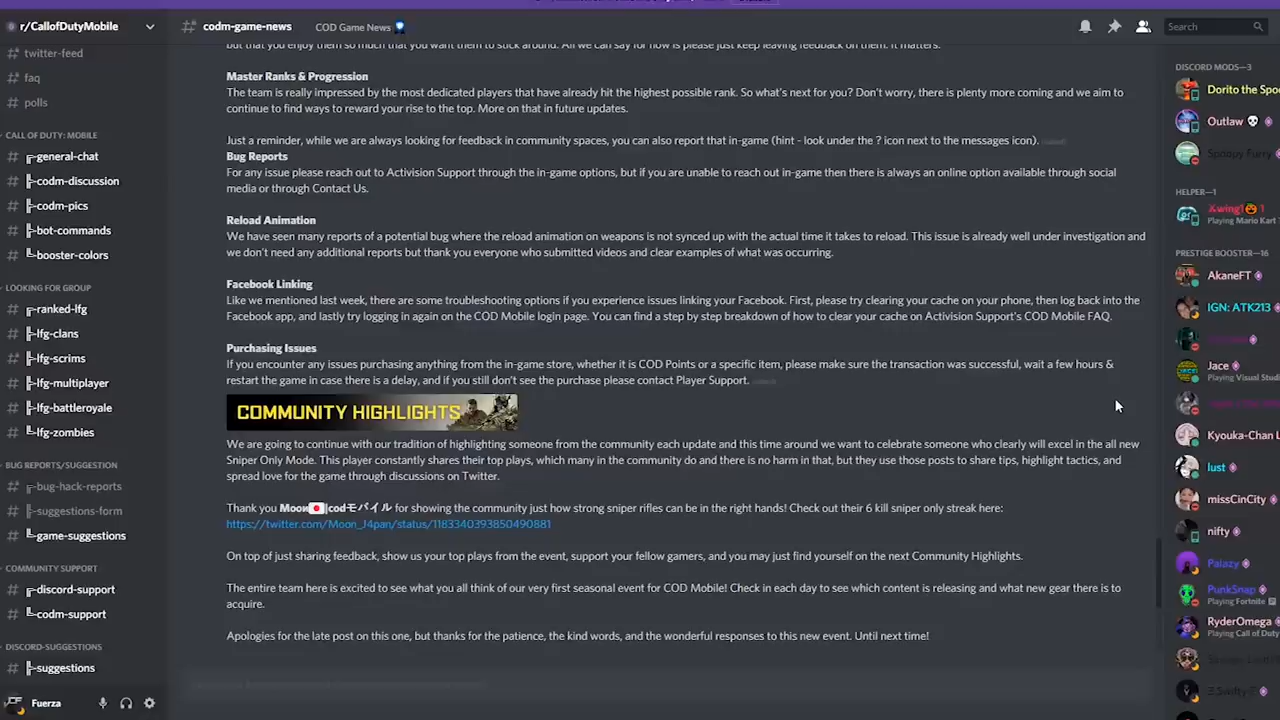 r/CallofDutyMobile
codm-game-news
COD Game News
Search
twitter-feed
faq
polls
CALL OF DUTY: MOBILE
general-chat
codm-discussion
codm-pics
bot-commands
booster-colors
LOOKING FOR GROUP
ranked-lfg
lfg-clans
lfg-scrims
lfg-multiplayer
lfg-battleroyale
lfg-zombies
BUG REPORTS/SUGGESTION
bug-hack-reports
suggestions-form
game-suggestions
COMMUNITY SUPPORT
discord-support
codm-support
DISCORD-SUGGESTIONS
suggestions
Fuerza
but that you enjoy them so much that you want them to stick around. All we can say for now is please just keep leaving feedback on them. It matters.
Master Ranks & Progression
The team is really impressed by the most dedicated players that have already hit the highest possible rank. So what's next for you? Don't worry, there is plenty more coming and we aim to
continue to find ways to reward your rise to the top. More on that in future updates.
Just a reminder, while we are always looking for feedback in community spaces, you can also report that in-game (hint - look under the ? icon next to the messages icon).
Bug Reports
For any issue please reach out to Activision Support through the in-game options, but if you are unable to reach out in-game then there is always an online option available through social
media or through Contact Us.
Reload Animation
We have seen many reports of a potential bug where the reload animation on weapons is not synced up with the actual time it takes to reload. This issue is already well under investigation and
we don't need any additional reports but thank you everyone who submitted videos and clear examples of what was occurring.
Facebook Linking
Like we mentioned last week, there are some troubleshooting options if you experience issues linking your Facebook. First, please try clearing your cache on your phone, then log back into the
Facebook app, and lastly try logging in again on the COD Mobile login page. You can find a step by step breakdown of how to clear your cache on Activision Support's COD Mobile FAQ.
Purchasing Issues
If you encounter any issues purchasing anything from the in-game store, whether it is COD Points or a specific item, please make sure the transaction was successful, wait a few hours &
restart the game in case there is a delay, and if you still don't see the purchase please contact Player Support.
COMMUNITY HIGHLIGHTS
We are going to continue with our tradition of highlighting someone from the community each update and this time around we want to celebrate someone who clearly will excel in the all new
Sniper Only Mode. This player constantly shares their top plays, which many in the community do and there is no harm in that, but they use those posts to share tips, highlight tactics, and
spread love for the game through discussions on Twitter.
Thank you Moon🇯🇵|codモバイル for showing the community just how strong sniper rifles can be in the right hands! Check out their 6 kill sniper only streak here:
https://twitter.com/Moon_J4pan/status/1183340393850490881
On top of just sharing feedback, show us your top plays from the event, support your fellow gamers, and you may just find yourself on the next Community Highlights.
The entire team here is excited to see what you all think of our very first seasonal event for COD Mobile! Check in each day to see which content is releasing and what new gear there is to
acquire.
Apologies for the late post on this one, but thanks for the patience, the kind words, and the wonderful responses to this new event. Until next time!
DISCORD MODS—3
Dorito the Spoo
Outlaw
Spoopy Furry
HELPER—1
Xwing1🎃 1
Playing Mario Kart
PRESTIGE BOOSTER—16
AkaneFT
IGN: ATK213
Jace
Playing Visual Studi
Kyouka-Chan L
lust
missCinCity
nifty
Palazy
PunkSnap
Playing Fortnite
RyderOmega
Playing Call of Duty